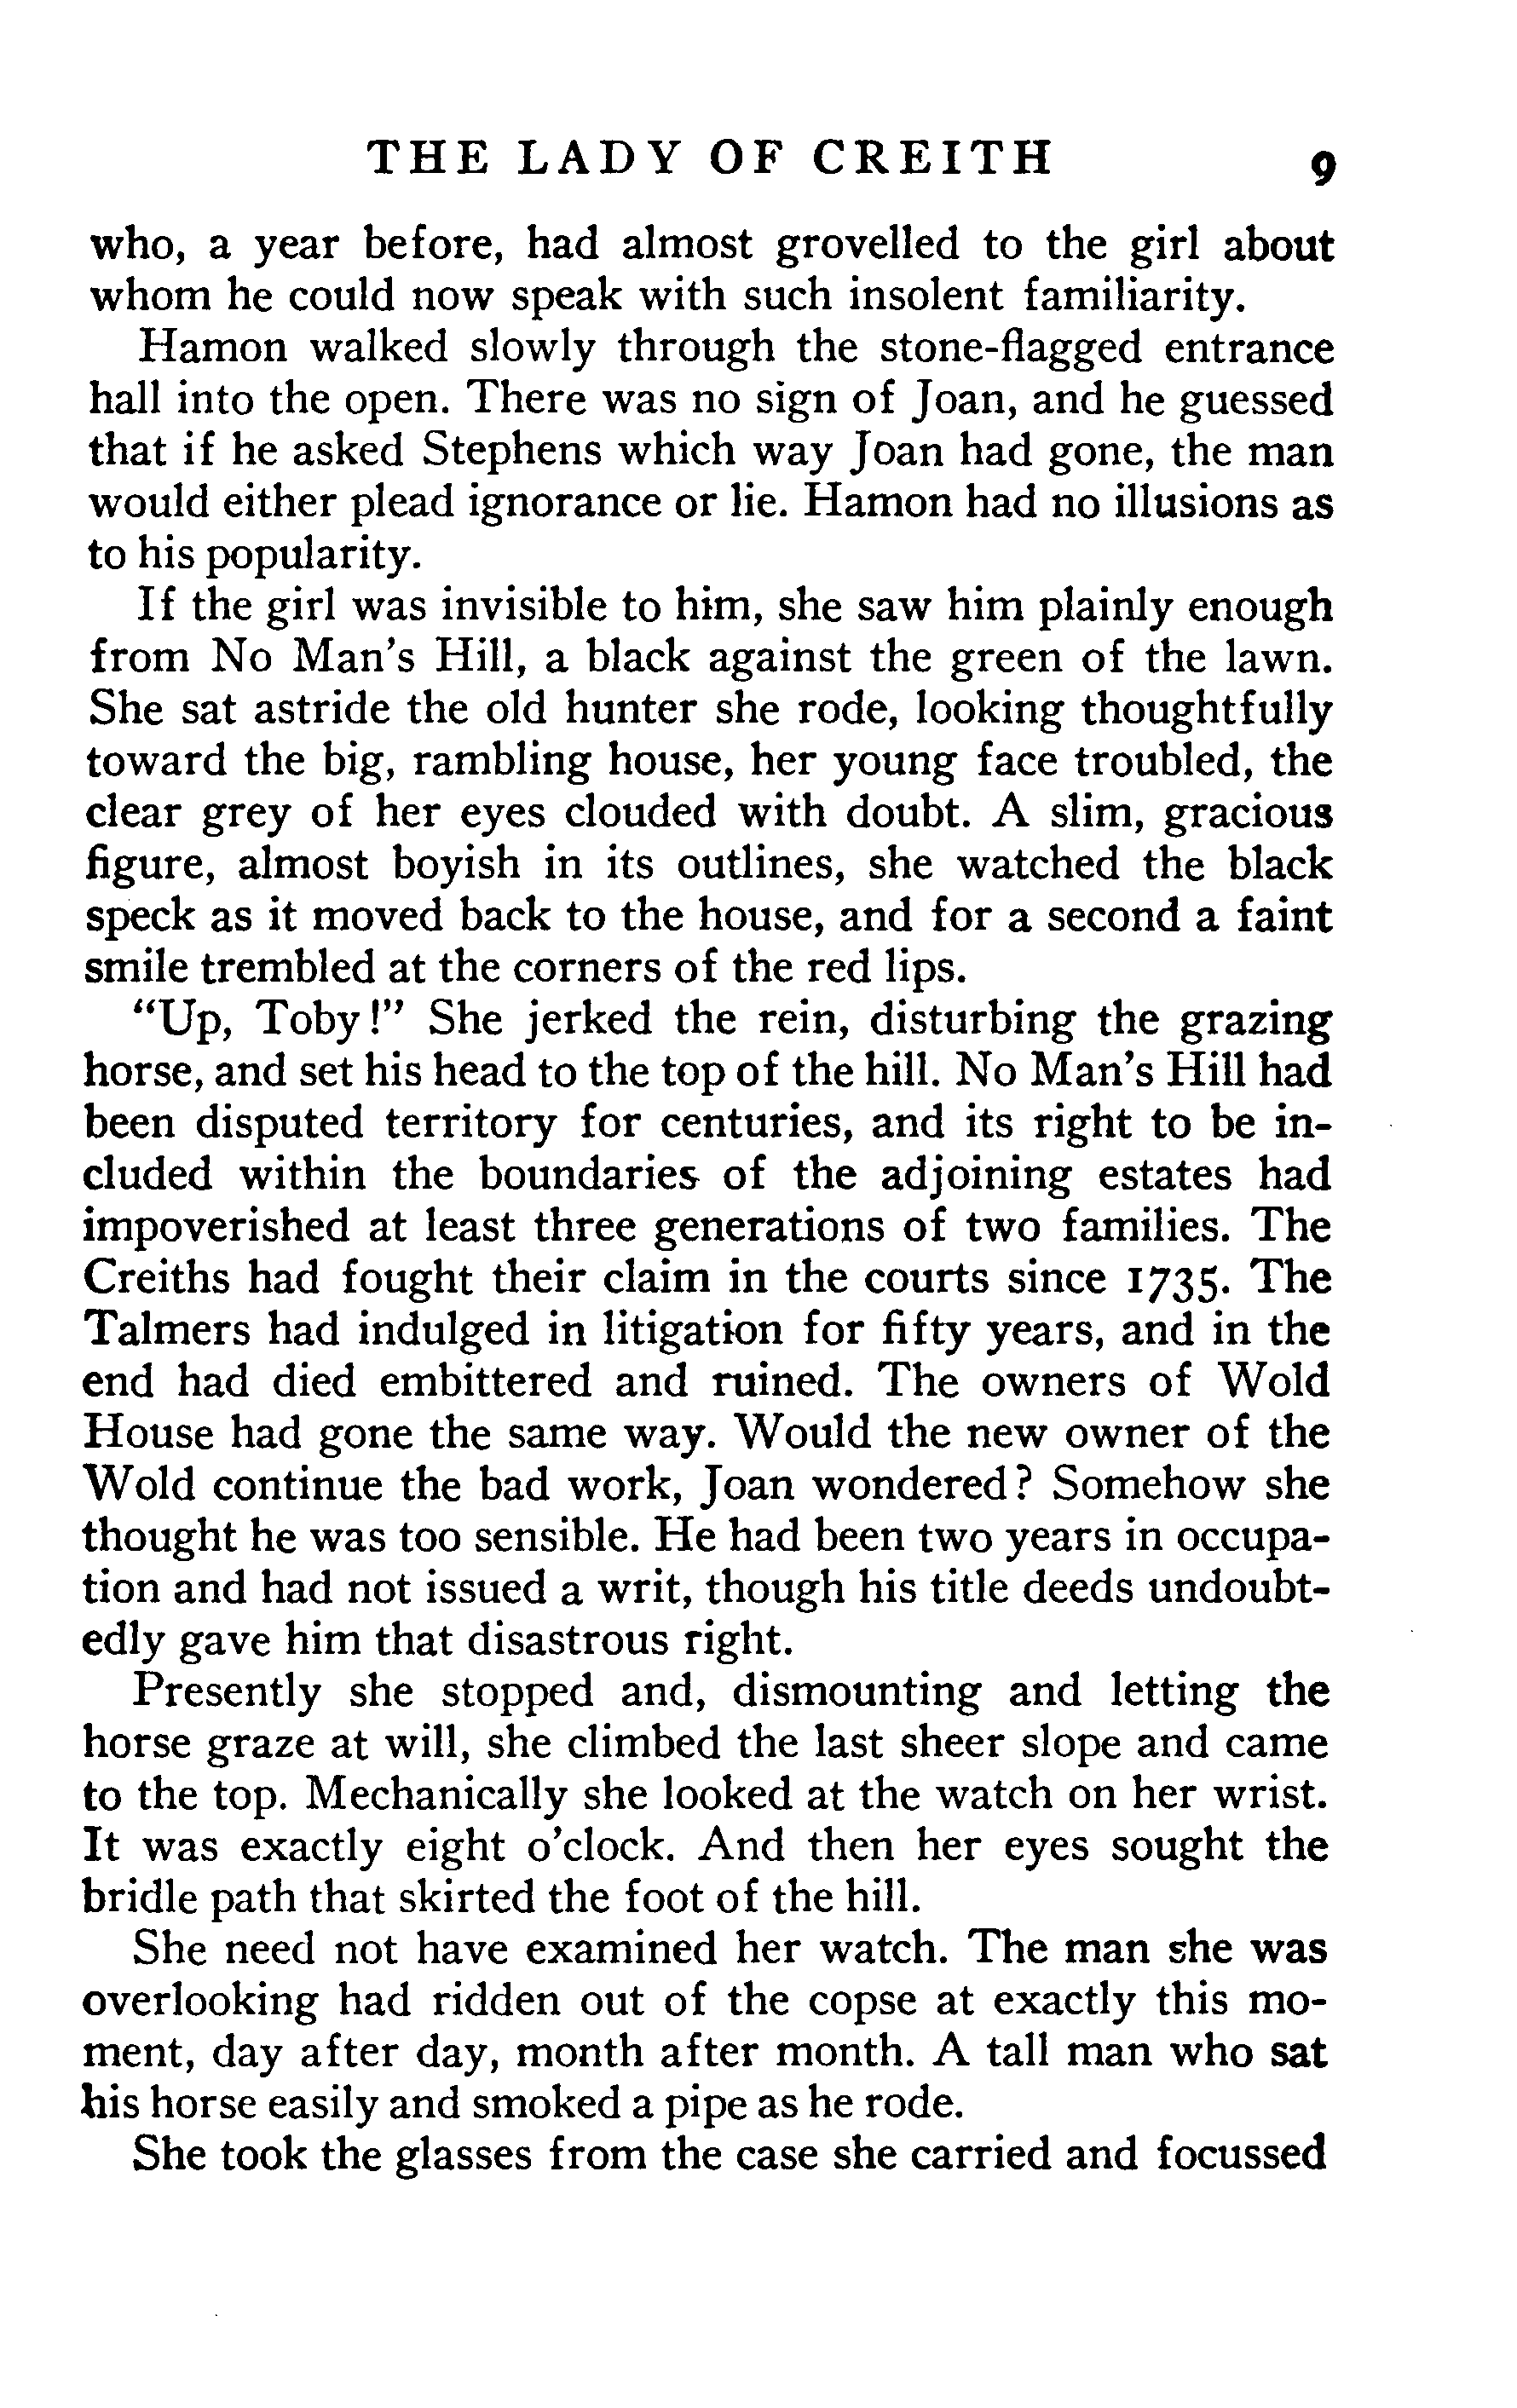 THE LADY OF CREITH 9
who, a year before, had almost grovelled to the girl about
whom he could now speak with such insolent familiarity.
Hamon walked slowly through the stone-flagged entrance
hall into the open. There was no sign of Joan, and he guessed
that if he asked Stephens which way Joan had gone, the man
would either plead ignorance or lie. Hamon had no illusions as
to his popularity.
If the girl was invisible to him, she saw him plainly enough
from No Man's Hill, a black against the green of the lawn.
She sat astride the old hunter she rode, looking thoughtfully
toward the big, rambling house, her young face troubled, the
clear grey of her eyes clouded with doubt. A slim, gracious
figure, almost boyish in its outlines, she watched the black
speck as it moved back to the house, and for a second a faint
smile trembled at the corners of the red lips.
"Up, Toby!" She jerked the rein, disturbing the grazing
horse, and set his head to the top of the hill. No Man's Hill had
been disputed territory for centuries, and its right to be in-
cluded within the boundaries of the adjoining estates had
impoverished at least three generations of two families. The
Creiths had fought their claim in the courts since 1735. The
Talmers had indulged in litigation for fifty years, and in the
end had died embittered and ruined. The owners of Wold
House had gone the same way. Would the new owner of the
Wold continue the bad work, Joan wondered? Somehow she
thought he was too sensible. He had been two years in occupa-
tion and had not issued a writ, though his title deeds undoubt-
edly gave him that disastrous right.
Presently she stopped and, dismounting and letting the
horse graze at will, she climbed the last sheer slope and came
to the top. Mechanically she looked at the watch on her wrist.
It was exactly eight o'clock. And then her eyes sought the
bridle path that skirted the foot of the hill.
She need not have examined her watch. The man she was
overlooking had ridden out of the copse at exactly this mo-
ment, day after day, month after month. A tall man who sat
his horse easily and smoked a pipe as he rode.
She took the glasses from the case she carried and focussed